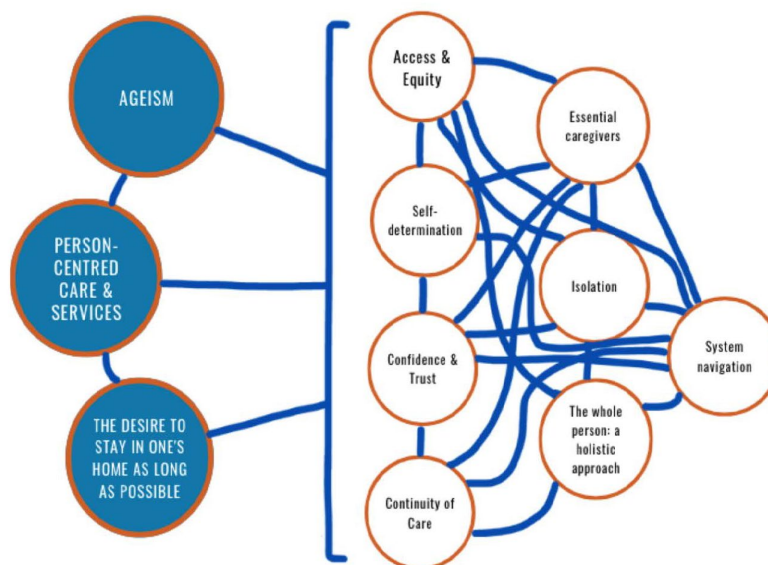 AGEISM
PERSON-
CENTRED
CARE &
SERVICES
THE DESIRE TO
STAY IN ONE'S
HOME AS LONG
AS POSSIBLE
Access &
Equity
Self-
determination
Confidence &
Trust
Continuity of
Care
Essential
caregivers
Isolation
The whole
person: a
holistic
approach
System
navigation